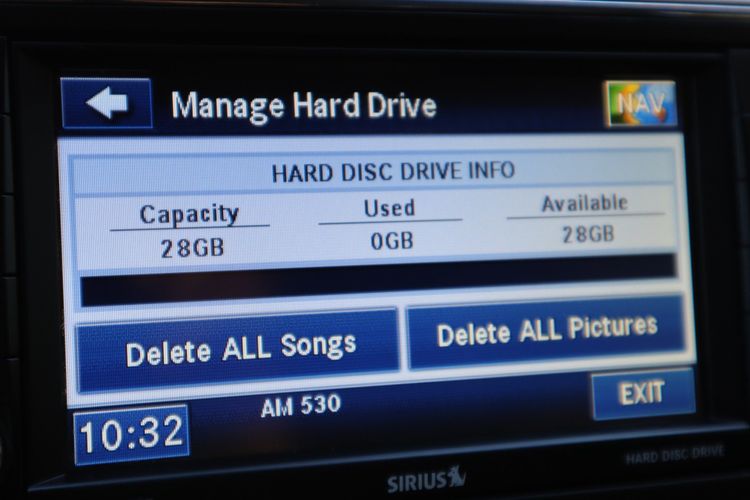 Manage Hard Drive
NAV
HARD DISC DRIVE INFO
Capacity Used Available
28GB 0GB 28GB
Delete ALL Songs Delete ALL Pictures
10:32 AM 530 EXIT
SIRIUS HARD DISC DRIVE